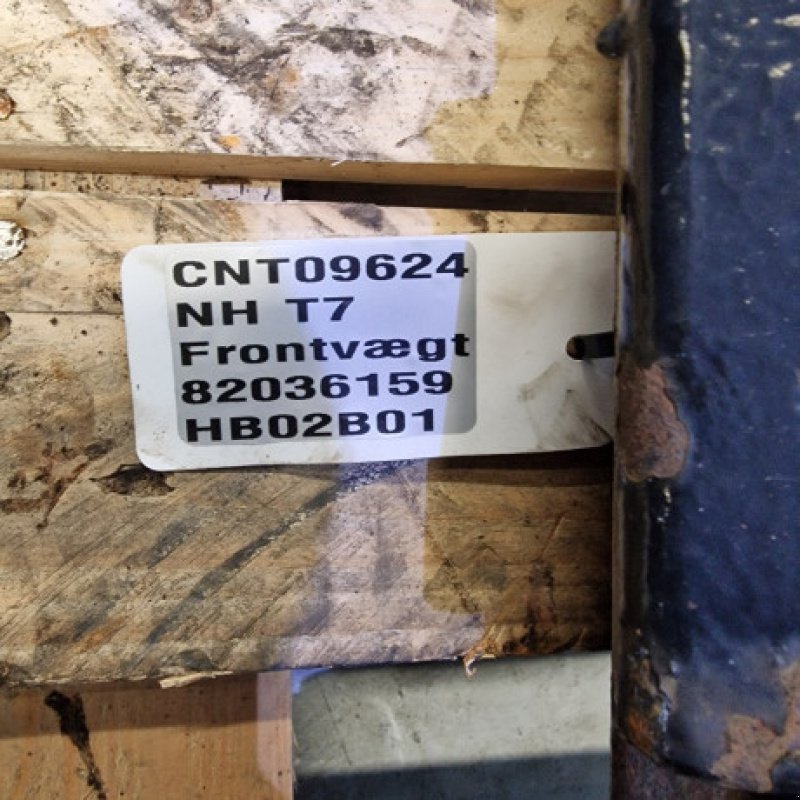 CNT09624
NH T7
Frontvægt
82036159
HB02B01